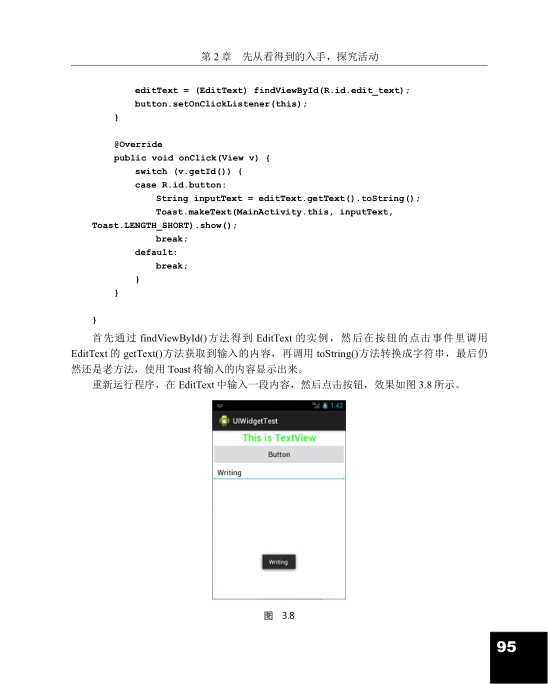 第 2 章 先从看得到的入手，探究活动
editText = (EditText) findViewById(R.id.edit_text);
button.setOnClickListener(this);
}
@Override
public void onClick(View v) {
switch (v.getId()) {
case R.id.button:
String inputText = editText.getText().toString();
Toast.makeText(MainActivity.this, inputText,
Toast.LENGTH_SHORT).show();
break;
default:
break;
}
}
}
首先通过 findViewById()方法得到 EditText 的实例，然后在按钮的点击事件里调用
EditText 的 getText()方法获取到输入的内容，再调用 toString()方法转换成字符串，最后仍
然还是老方法，使用 Toast 将输入的内容显示出来。
重新运行程序，在 EditText 中输入一段内容，然后点击按钮，效果如图 3.8 所示。
1:42
UIWidgetTest
This is TextView
Button
Writing
Writing
图 3.8
95